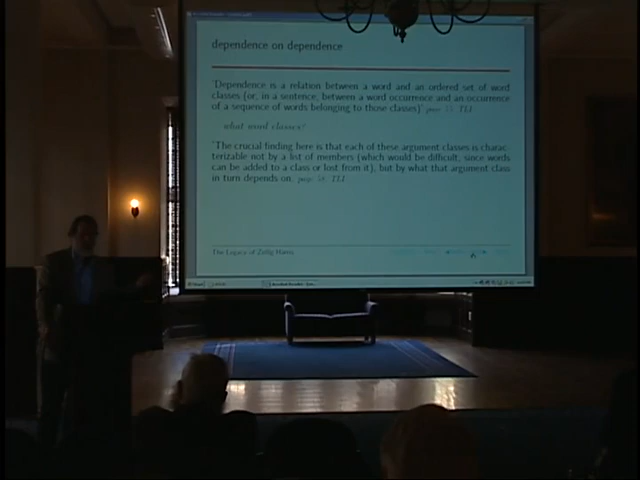 dependence on dependence
'Dependence is a relation between a word and an ordered set of word
classes (or, in a sentence, between a word occurrence and an occurrence
of a sequence of words belonging to those classes)' page
what word classes?
'The crucial finding here is that each of these argument classes is charac-
terizable not by a list of members (which would be difficult, since words
can be added to a class or lost from it), but by what that argument class
in turn depends on. page
The Legacy of Zellig Harris